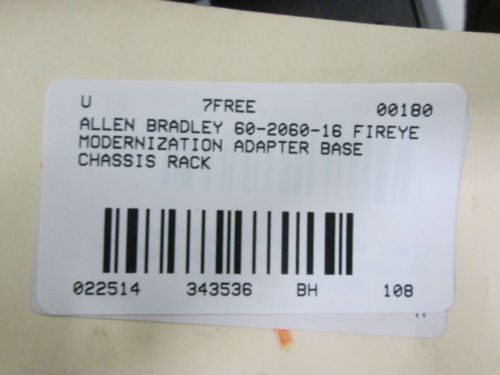 U 7FREE 00180
ALLEN BRADLEY 60-2060-16 FIREYE
MODERNIZATION ADAPTER BASE
CHASSIS RACK
022514 343536 BH 108